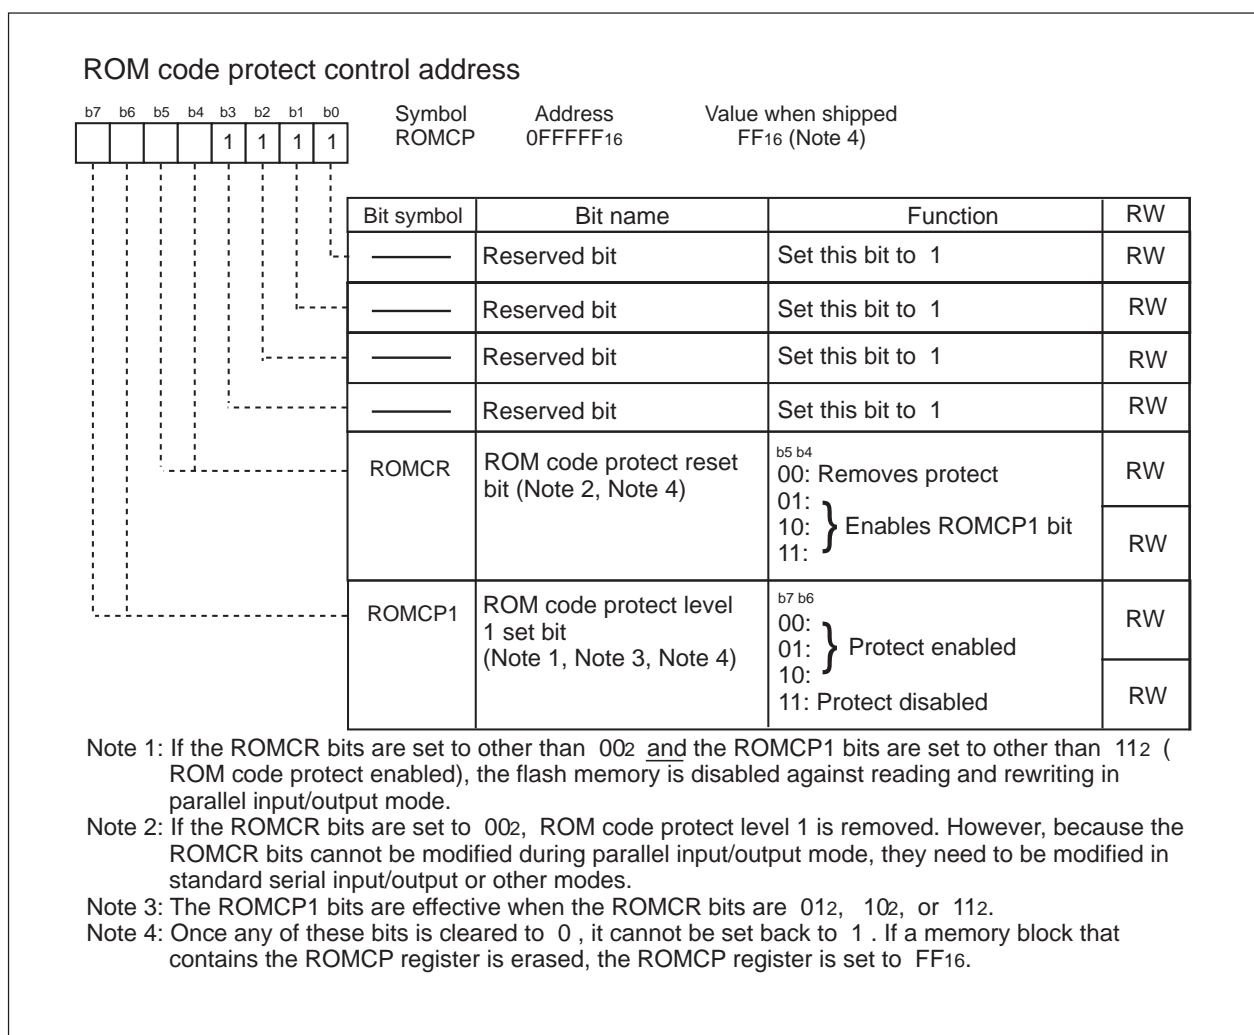 ROM code protect control address
b7 b6 b5 b4 b3 b2 b1 b0
1 1 1 1
Symbol Address Value when shipped
ROMCP 0FFFFF16 FF16 (Note 4)
Bit symbol Bit name Function RW
Reserved bit Set this bit to 1 RW
Reserved bit Set this bit to 1 RW
Reserved bit Set this bit to 1 RW
Reserved bit Set this bit to 1 RW
ROMCR ROM code protect reset bit (Note 2, Note 4)
b5 b4
00: Removes protect
01:
10: } Enables ROMCP1 bit
11:
RW
RW
ROMCP1 ROM code protect level
1 set bit
(Note 1, Note 3, Note 4)
b7 b6
00:
01: } Protect enabled
10:
11: Protect disabled
RW
RW
Note 1: If the ROMCR bits are set to other than 002 and the ROMCP1 bits are set to other than 112 (
ROM code protect enabled), the flash memory is disabled against reading and rewriting in
parallel input/output mode.
Note 2: If the ROMCR bits are set to 002, ROM code protect level 1 is removed. However, because the
ROMCR bits cannot be modified during parallel input/output mode, they need to be modified in
standard serial input/output or other modes.
Note 3: The ROMCP1 bits are effective when the ROMCR bits are 012, 102, or 112.
Note 4: Once any of these bits is cleared to 0 , it cannot be set back to 1 . If a memory block that
contains the ROMCP register is erased, the ROMCP register is set to FF16.